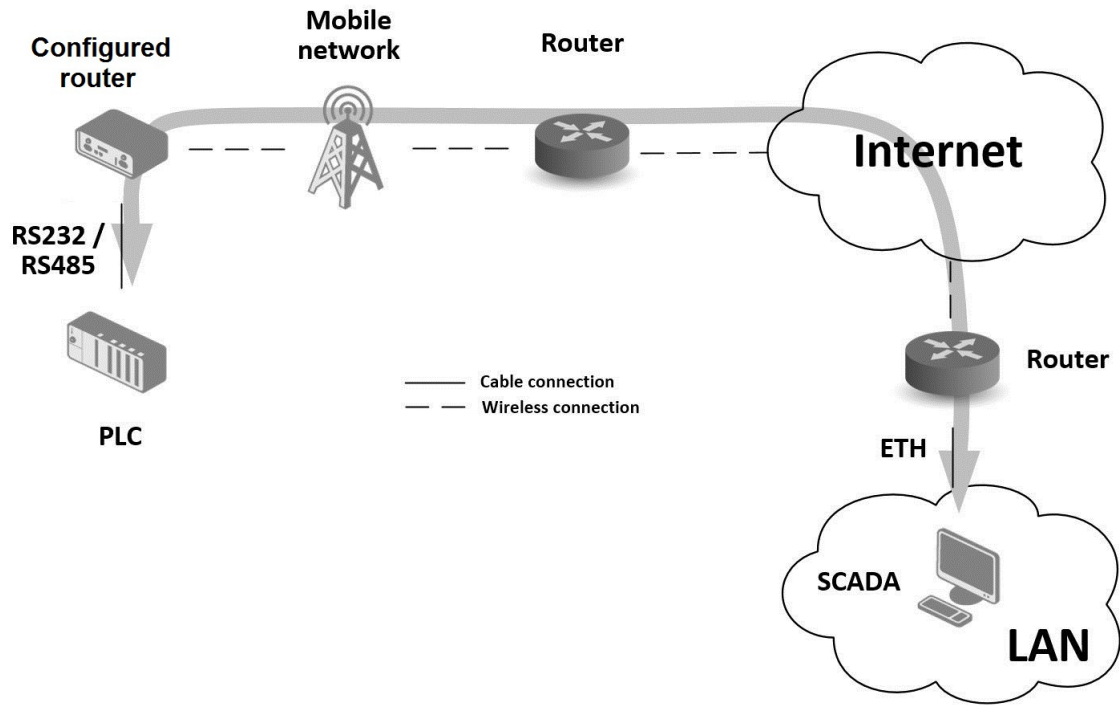 Configured
router
Mobile
network
Router
Internet
RS232 /
RS485
PLC
Cable connection
Wireless connection
Router
ETH
SCADA
LAN